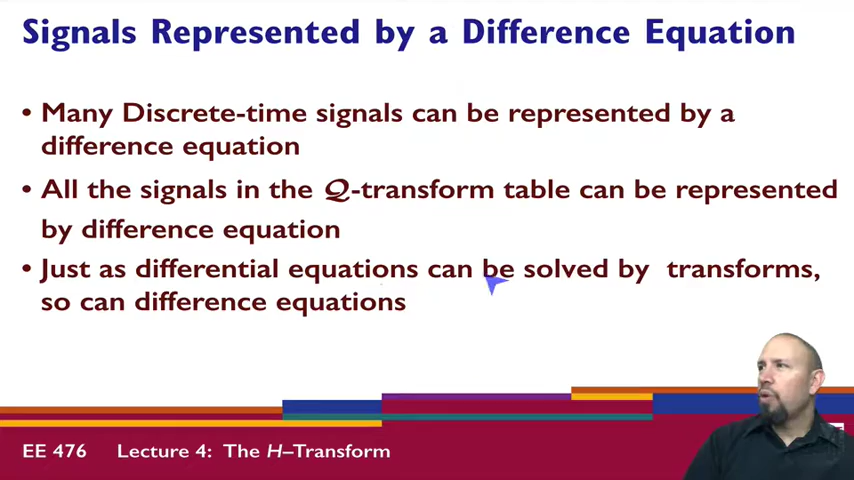 Signals Represented by a Difference Equation
• Many Discrete-time signals can be represented by a
difference equation
• All the signals in the 𝒬-transform table can be represented
by difference equation
• Just as differential equations can be solved by transforms,
so can difference equations
EE 476 Lecture 4: The H–Transform